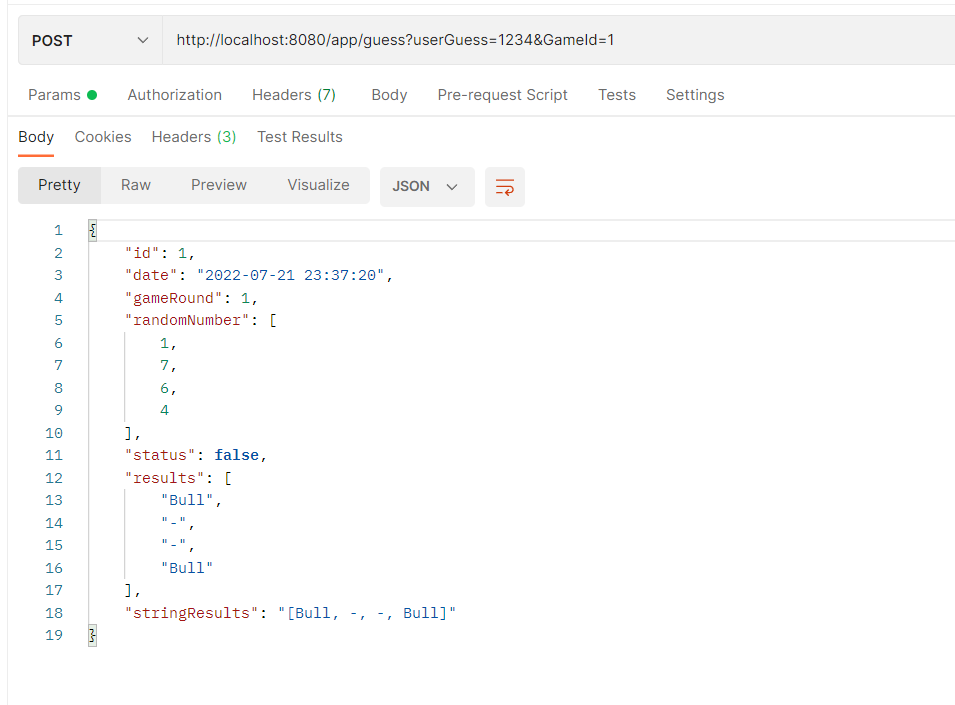 POST http://localhost:8080/app/guess?userGuess=1234&GameId=1
Params Authorization Headers (7) Body Pre-request Script Tests Settings
Body Cookies Headers (3) Test Results
Pretty Raw Preview Visualize JSON
1 {
2 "id": 1,
3 "date": "2022-07-21 23:37:20",
4 "gameRound": 1,
5 "randomNumber": [
6 1,
7 7,
8 6,
9 4
10 ],
11 "status": false,
12 "results": [
13 "Bull",
14 "-",
15 "-",
16 "Bull"
17 ],
18 "stringResults": "[Bull, -, -, Bull]"
19 }